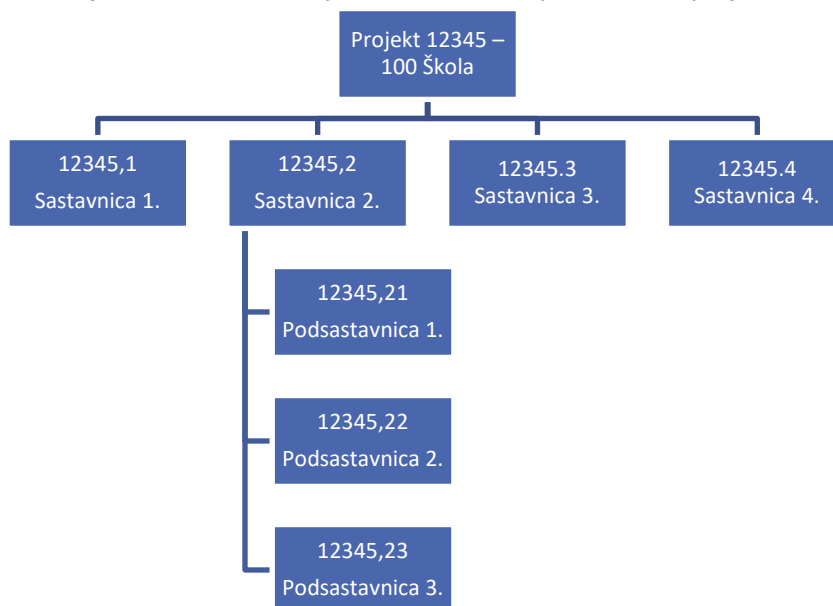 Projekt 12345 –
100 Škola
12345,1
Sastavnica 1.
12345,2
Sastavnica 2.
12345.3
Sastavnica 3.
12345.4
Sastavnica 4.
12345,21
Podsastavnica 1.
12345,22
Podsastavnica 2.
12345,23
Podsastavnica 3.